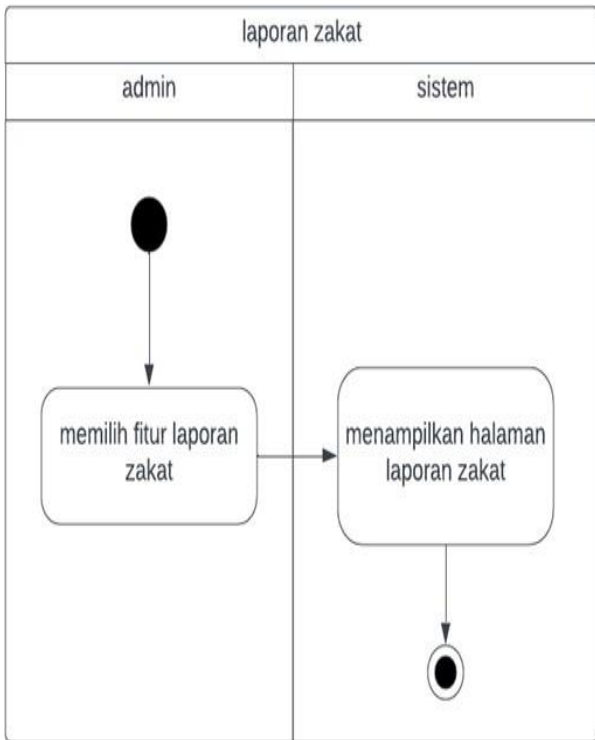 laporan zakat
admin
sistem
memilih fitur laporan
zakat
menampilkan halaman
laporan zakat